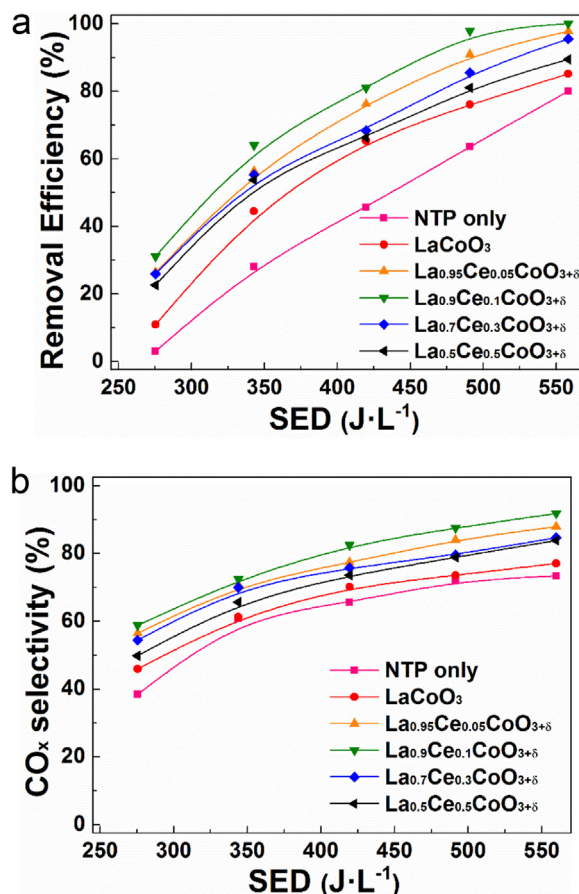 a
Removal Efficiency (%)
100
80
60
40
20
0
NTP only
LaCoO₃
La₀.₉₅Ce₀.₀₅CoO₃₊δ
La₀.₉Ce₀.₁CoO₃₊δ
La₀.₇Ce₀.₃CoO₃₊δ
La₀.₅Ce₀.₅CoO₃₊δ
250 300 350 400 450 500 550
SED (J·L⁻¹)
b
COₓ selectivity (%)
100
80
60
40
20
0
NTP only
LaCoO₃
La₀.₉₅Ce₀.₀₅CoO₃₊δ
La₀.₉Ce₀.₁CoO₃₊δ
La₀.₇Ce₀.₃CoO₃₊δ
La₀.₅Ce₀.₅CoO₃₊δ
250 300 350 400 450 500 550
SED (J·L⁻¹)